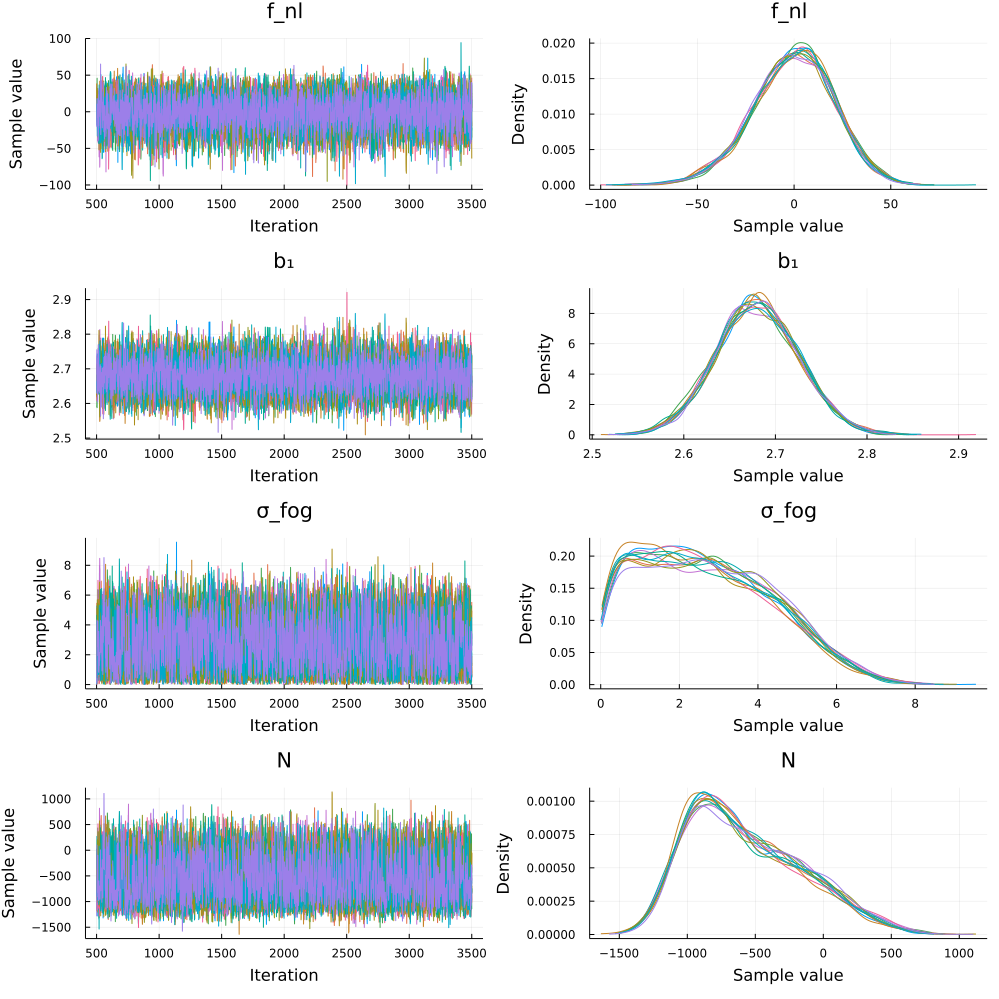 f_nl
f_nl
Sample value
100
50
0
−50
−100
500 1000 1500 2000 2500 3000 3500
Iteration
Density
0.020
0.015
0.010
0.005
0.000
−100 −50 0 50
Sample value
b₁
b₁
Sample value
2.9
2.8
2.7
2.6
2.5
500 1000 1500 2000 2500 3000 3500
Iteration
Density
8
6
4
2
0
2.5 2.6 2.7 2.8 2.9
Sample value
σ_fog
σ_fog
Sample value
8
6
4
2
0
500 1000 1500 2000 2500 3000 3500
Iteration
Density
0.20
0.15
0.10
0.05
0.00
0 2 4 6 8
Sample value
N
N
Sample value
1000
500
0
−500
−1000
−1500
500 1000 1500 2000 2500 3000 3500
Iteration
Density
0.00100
0.00075
0.00050
0.00025
0.00000
−1500 −1000 −500 0 500 1000
Sample value